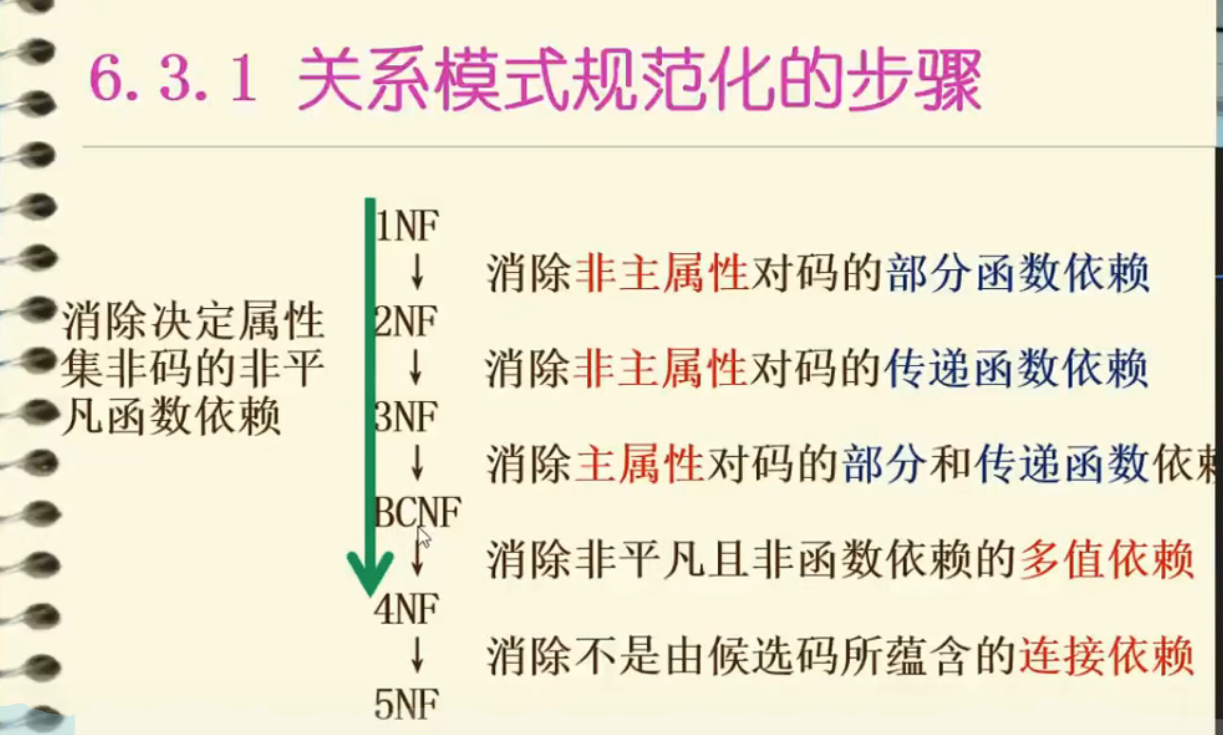 6.3.1 关系模式规范化的步骤
1NF
↓ 消除非主属性对码的部分函数依赖
消除决定属性 2NF
集非码的非平 ↓ 消除非主属性对码的传递函数依赖
凡函数依赖 3NF
↓ 消除主属性对码的部分和传递函数依
BCNF
↓ 消除非平凡且非函数依赖的多值依赖
4NF
↓ 消除不是由候选码所蕴含的连接依赖
5NF